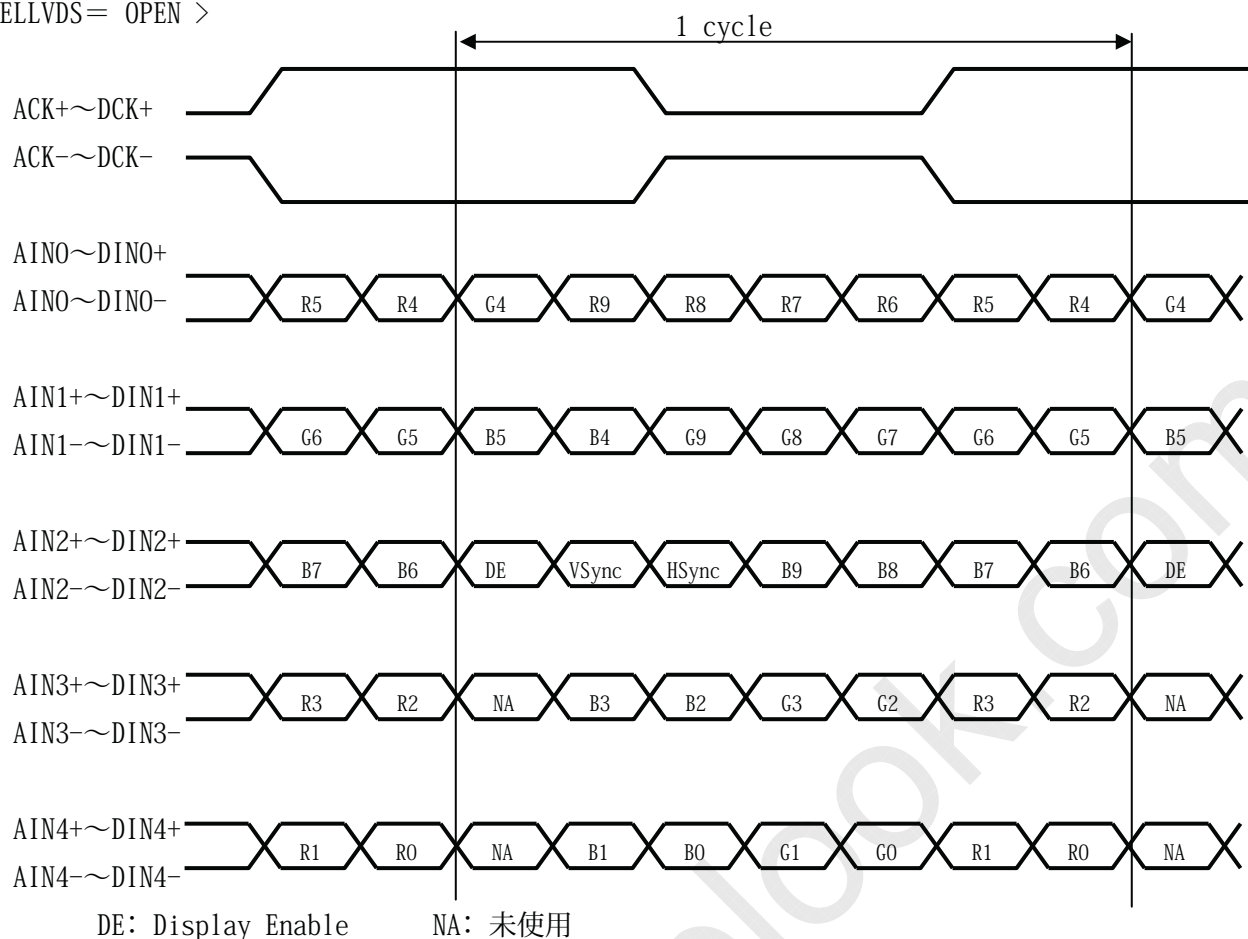 ELLVDS= OPEN >
1 cycle
ACK+～DCK+
ACK-～DCK-
AIN0～DIN0+
AIN0～DIN0-
R5 R4 G4 R9 R8 R7 R6 R5 R4 G4
AIN1+～DIN1+
AIN1-～DIN1-
G6 G5 B5 B4 G9 G8 G7 G6 G5 B5
AIN2+～DIN2+
AIN2-～DIN2-
B7 B6 DE VSync HSync B9 B8 B7 B6 DE
AIN3+～DIN3+
AIN3-～DIN3-
R3 R2 NA B3 B2 G3 G2 R3 R2 NA
AIN4+～DIN4+
AIN4-～DIN4-
R1 R0 NA B1 B0 G1 G0 R1 R0 NA
DE: Display Enable NA: 未使用
elook.com